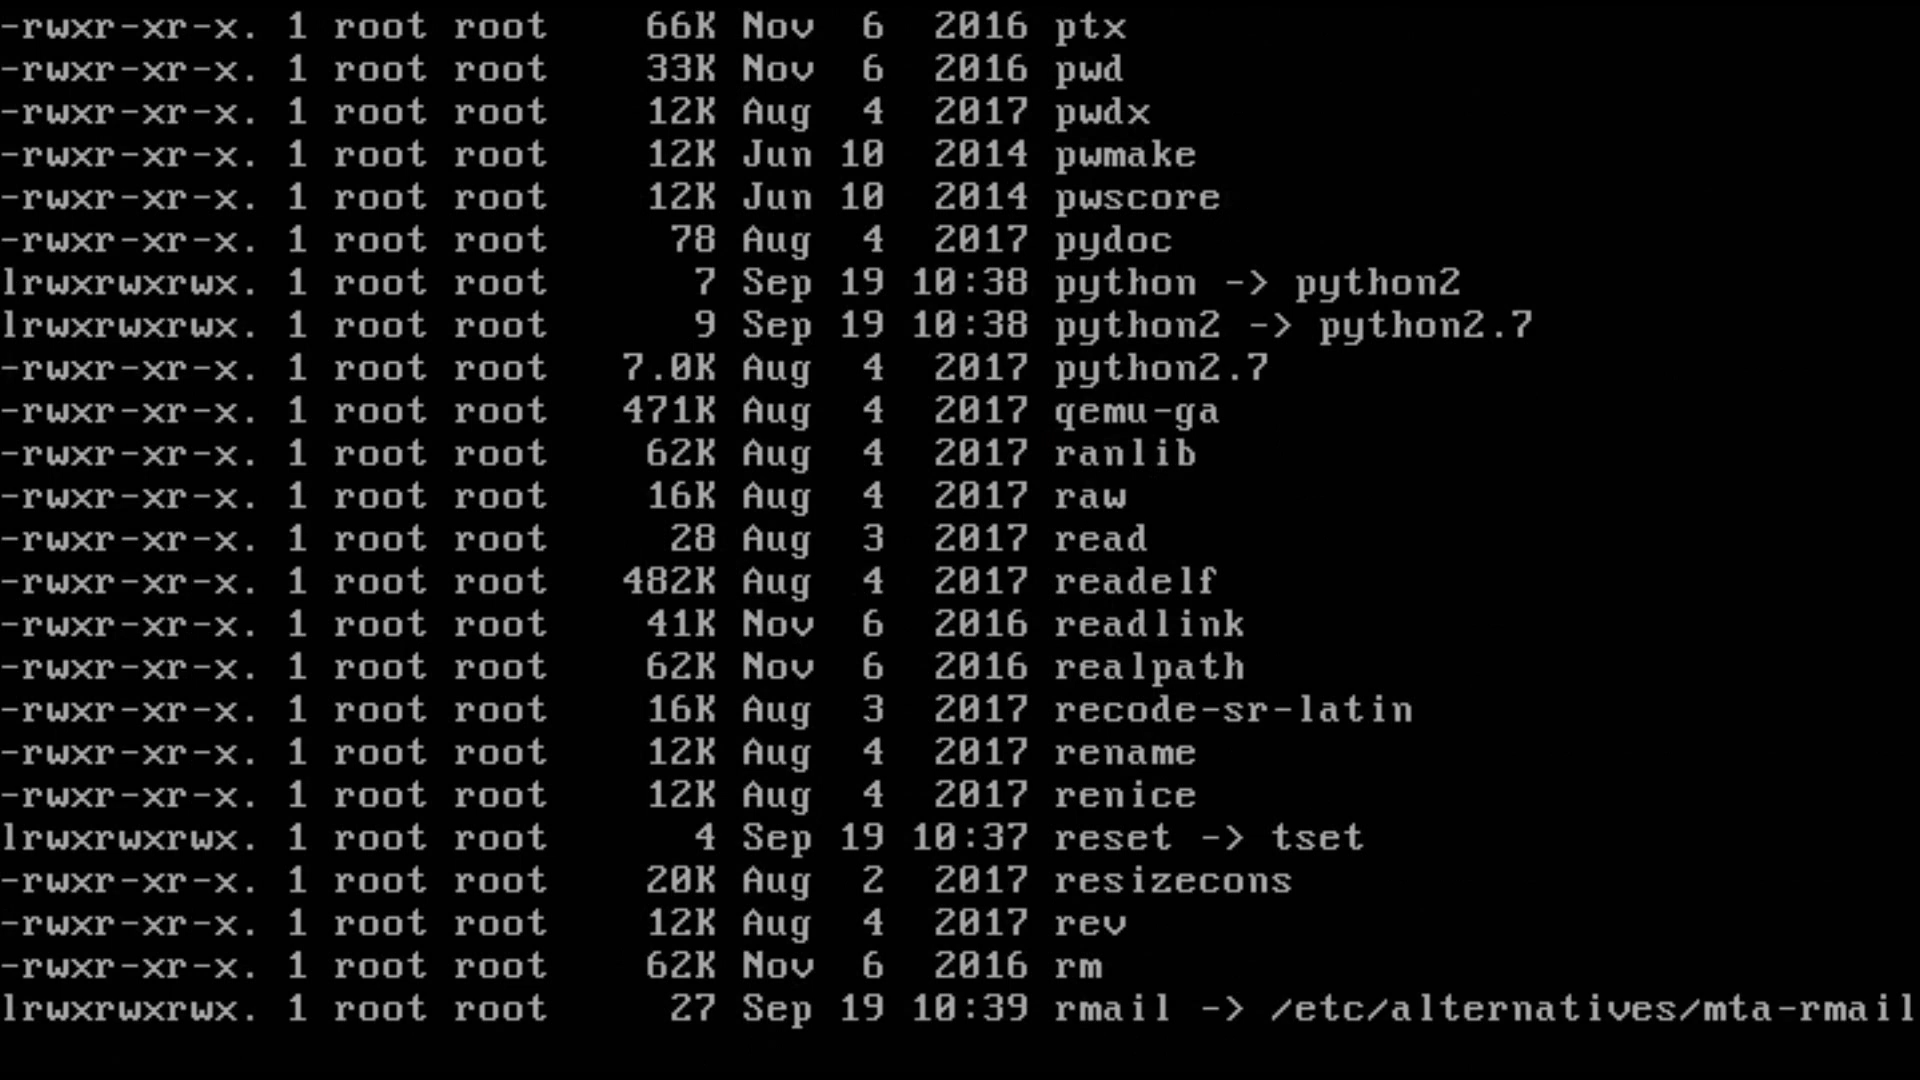 -rwxr-xr-x. 1 root root    66K Nov  6  2016 ptx
-rwxr-xr-x. 1 root root    33K Nov  6  2016 pwd
-rwxr-xr-x. 1 root root    12K Aug  4  2017 pwdx
-rwxr-xr-x. 1 root root    12K Jun 10  2014 pwmake
-rwxr-xr-x. 1 root root    12K Jun 10  2014 pwscore
-rwxr-xr-x. 1 root root     78 Aug  4  2017 pydoc
lrwxrwxrwx. 1 root root      7 Sep 19 10:38 python -> python2
lrwxrwxrwx. 1 root root      9 Sep 19 10:38 python2 -> python2.7
-rwxr-xr-x. 1 root root   7.0K Aug  4  2017 python2.7
-rwxr-xr-x. 1 root root   471K Aug  4  2017 qemu-ga
-rwxr-xr-x. 1 root root    62K Aug  4  2017 ranlib
-rwxr-xr-x. 1 root root    16K Aug  4  2017 raw
-rwxr-xr-x. 1 root root     28 Aug  3  2017 read
-rwxr-xr-x. 1 root root   482K Aug  4  2017 readelf
-rwxr-xr-x. 1 root root    41K Nov  6  2016 readlink
-rwxr-xr-x. 1 root root    62K Nov  6  2016 realpath
-rwxr-xr-x. 1 root root    16K Aug  3  2017 recode-sr-latin
-rwxr-xr-x. 1 root root    12K Aug  4  2017 rename
-rwxr-xr-x. 1 root root    12K Aug  4  2017 renice
lrwxrwxrwx. 1 root root      4 Sep 19 10:37 reset -> tset
-rwxr-xr-x. 1 root root    20K Aug  2  2017 resizecons
-rwxr-xr-x. 1 root root    12K Aug  4  2017 rev
-rwxr-xr-x. 1 root root    62K Nov  6  2016 rm
lrwxrwxrwx. 1 root root     27 Sep 19 10:39 rmail -> /etc/alternatives/mta-rmail